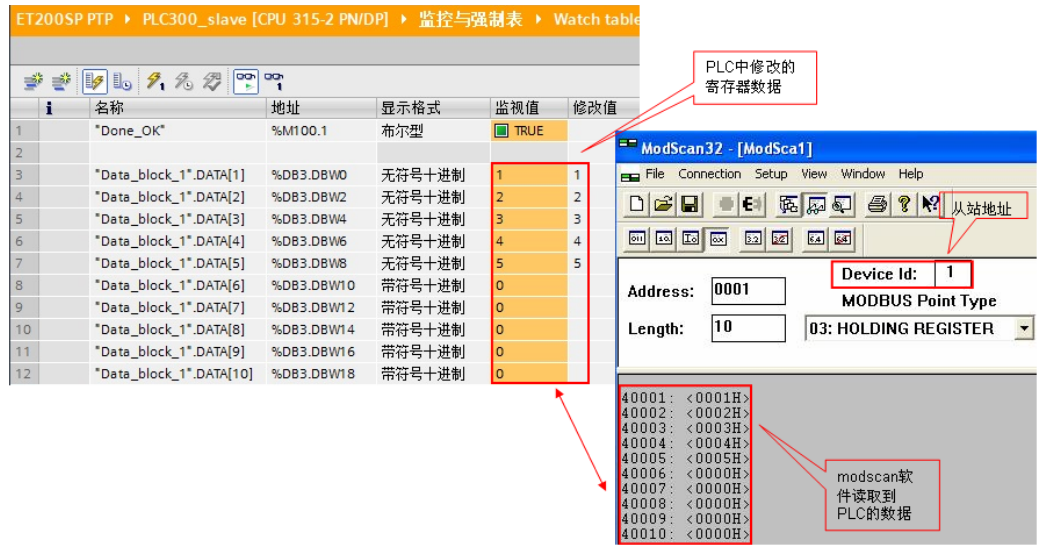 ET200SP PTP ▸ PLC300_slave [CPU 315-2 PN/DP] ▸ 监控与强制表 ▸ Watch table
i 名称 地址 显示格式 监视值 修改值
1 "Done_OK" %M100.1 布尔型 TRUE
2
3 "Data_block_1".DATA[1] %DB3.DBW0 无符号十进制 1 1
4 "Data_block_1".DATA[2] %DB3.DBW2 无符号十进制 2 2
5 "Data_block_1".DATA[3] %DB3.DBW4 无符号十进制 3 3
6 "Data_block_1".DATA[4] %DB3.DBW6 无符号十进制 4 4
7 "Data_block_1".DATA[5] %DB3.DBW8 无符号十进制 5 5
8 "Data_block_1".DATA[6] %DB3.DBW10 带符号十进制 0
9 "Data_block_1".DATA[7] %DB3.DBW12 带符号十进制 0
10 "Data_block_1".DATA[8] %DB3.DBW14 带符号十进制 0
11 "Data_block_1".DATA[9] %DB3.DBW16 带符号十进制 0
12 "Data_block_1".DATA[10] %DB3.DBW18 带符号十进制 0
PLC中修改的
寄存器数据
ModScan32 - [ModSca1]
File Connection Setup View Window Help
从站地址
Device Id: 1
Address: 0001
MODBUS Point Type
Length: 10 03: HOLDING REGISTER
40001: <0001H>
40002: <0002H>
40003: <0003H>
40004: <0004H>
40005: <0005H>
40006: <0000H>
40007: <0000H>
40008: <0000H>
40009: <0000H>
40010: <0000H>
modscan软
件读取到
PLC的数据